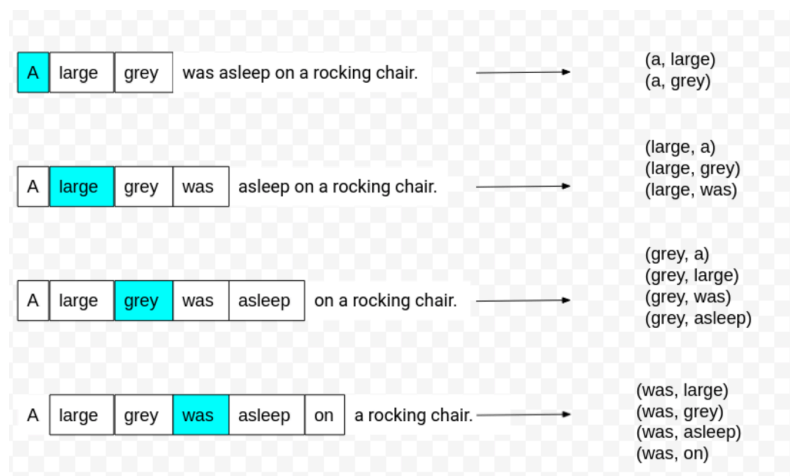 A large grey was asleep on a rocking chair.
(a, large)
(a, grey)
A large grey was asleep on a rocking chair.
(large, a)
(large, grey)
(large, was)
A large grey was asleep on a rocking chair.
(grey, a)
(grey, large)
(grey, was)
(grey, asleep)
A large grey was asleep on a rocking chair.
(was, large)
(was, grey)
(was, asleep)
(was, on)